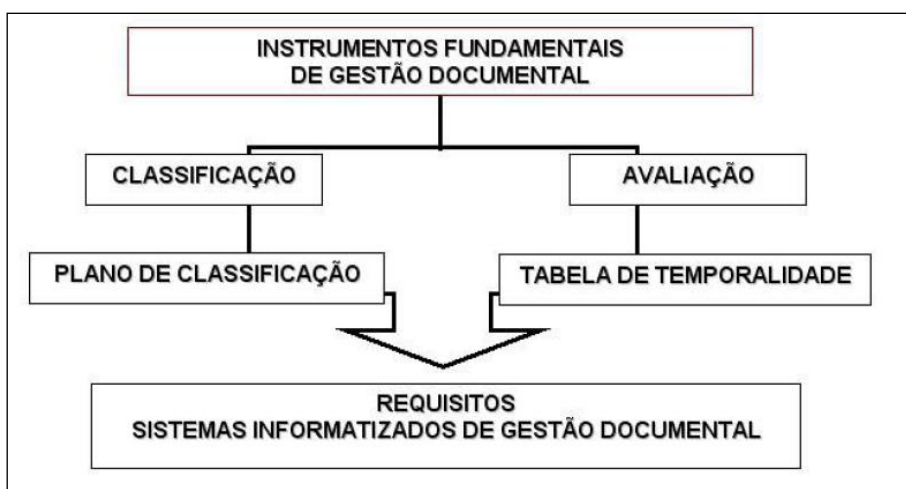 INSTRUMENTOS FUNDAMENTAIS
DE GESTÃO DOCUMENTAL
CLASSIFICAÇÃO
AVALIAÇÃO
PLANO DE CLASSIFICAÇÃO
TABELA DE TEMPORALIDADE
REQUISITOS
SISTEMAS INFORMATIZADOS DE GESTÃO DOCUMENTAL